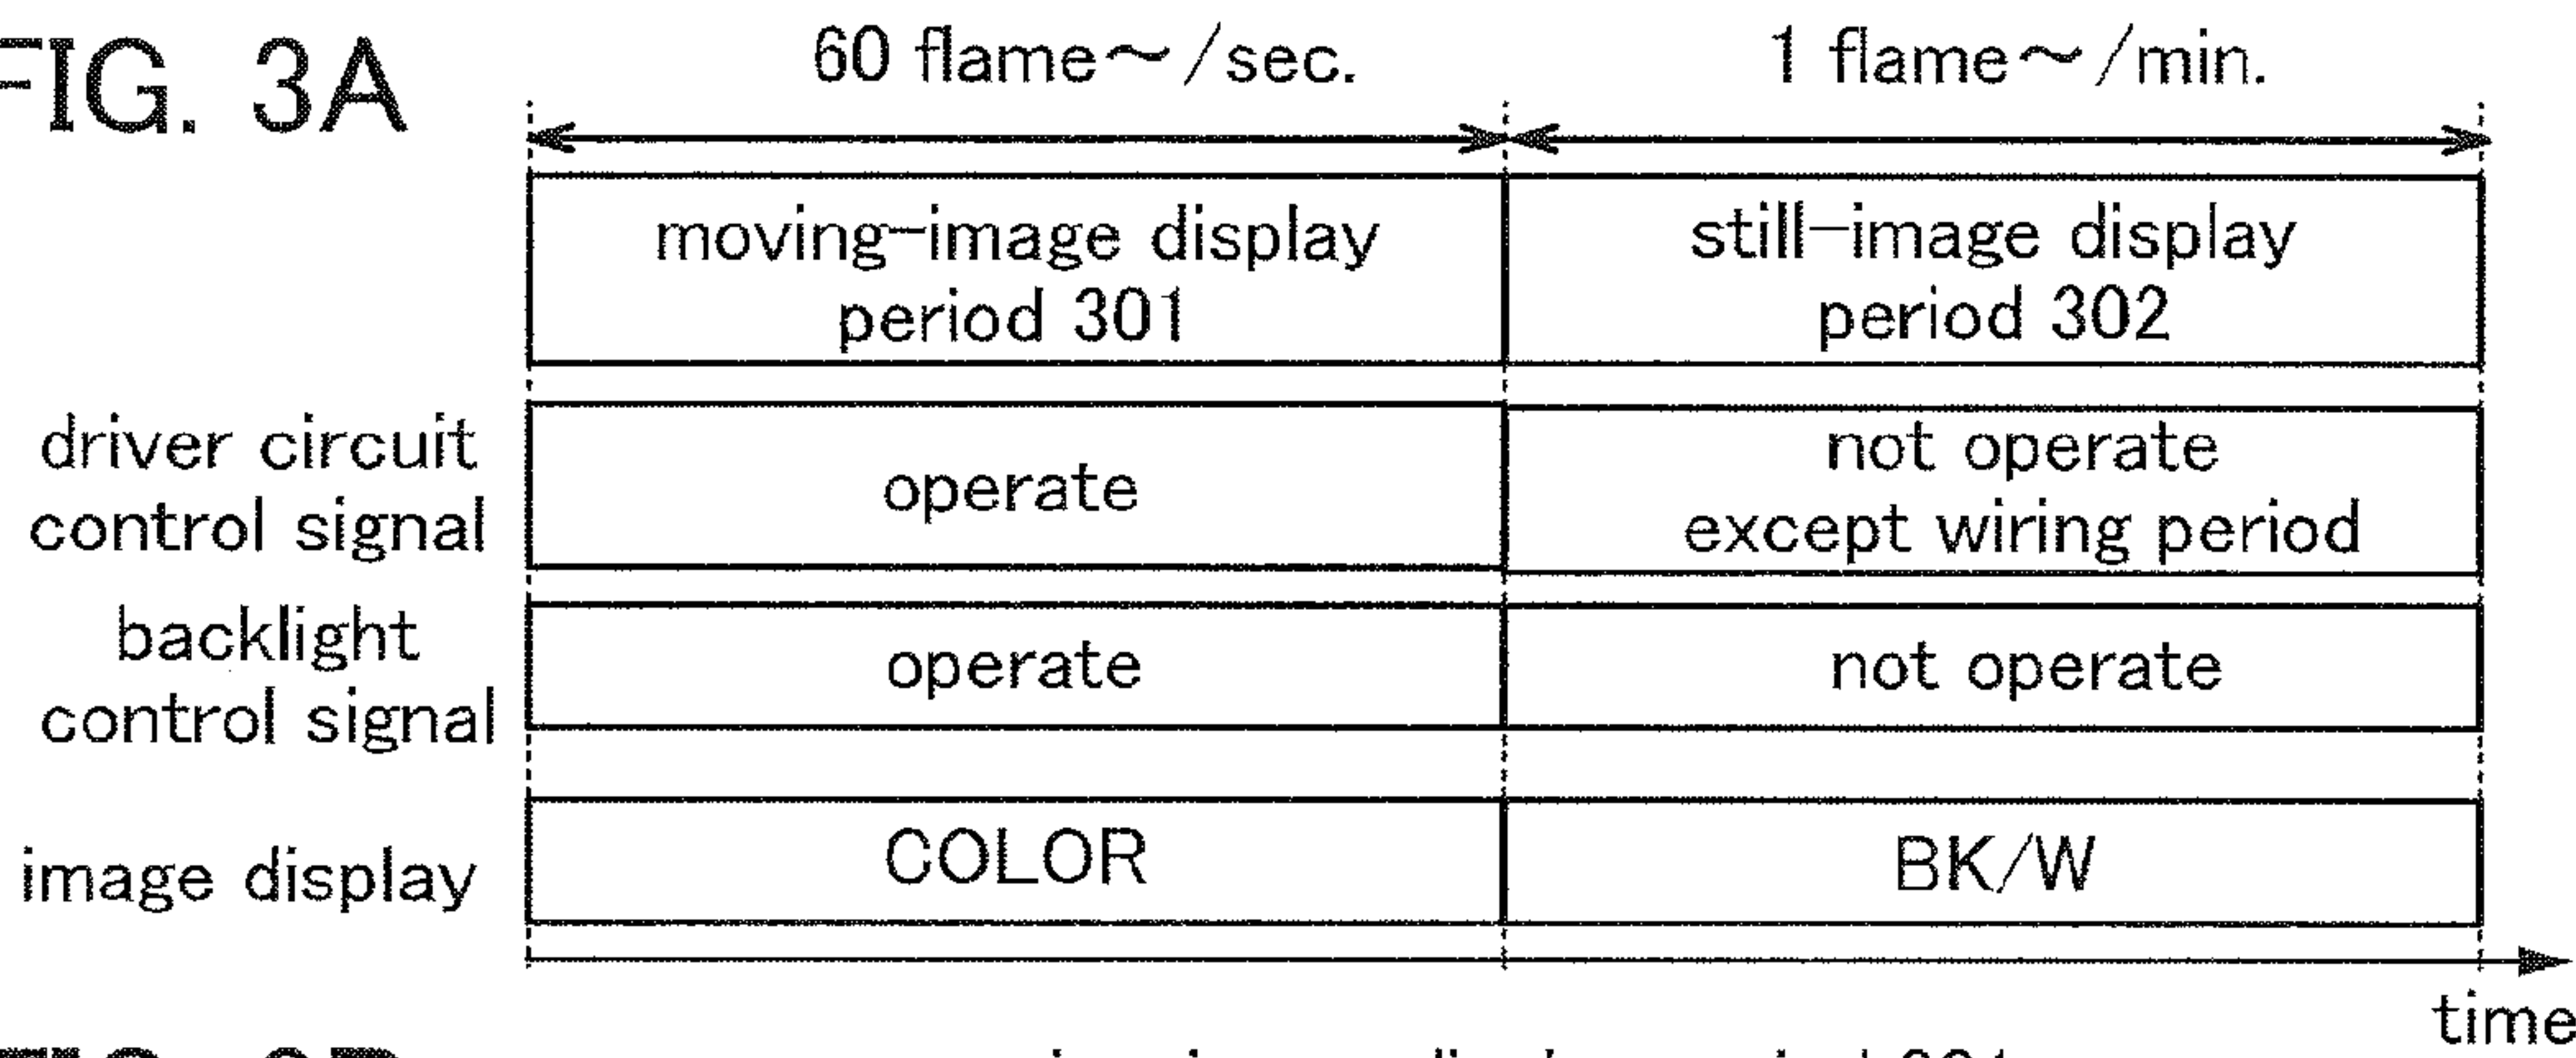 FIG. 3A
60 flame～/sec.
1 flame～/min.
moving-image display
period 301
still-image display
period 302
driver circuit
control signal
operate
not operate
except wiring period
backlight
control signal
operate
not operate
image display
COLOR
BK/W
time